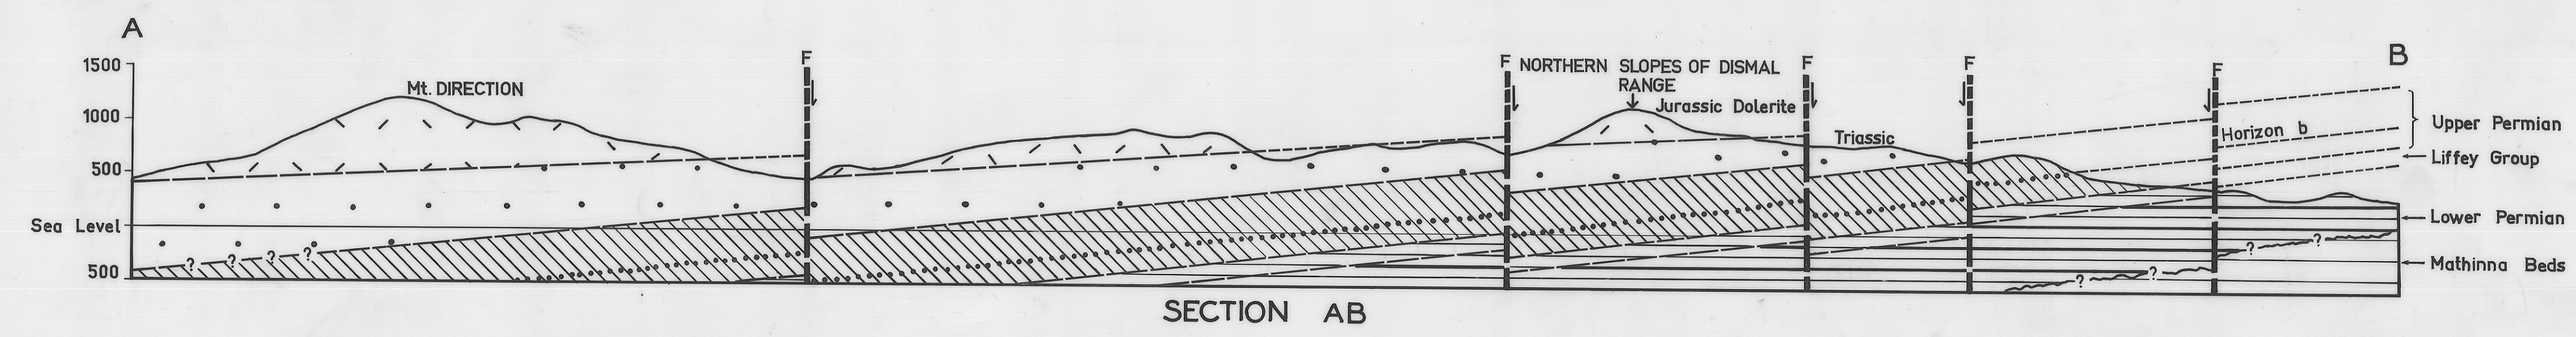 A
B
1500
1000
500
Sea Level
500
Mt. DIRECTION
F
F
NORTHERN SLOPES OF DISMAL
RANGE
Jurassic Dolerite
F
Triassic
F
F
Horizon b
Upper Permian
Liffey Group
Lower Permian
Mathinna Beds
? ? ? ?
? ?
? ?
SECTION AB